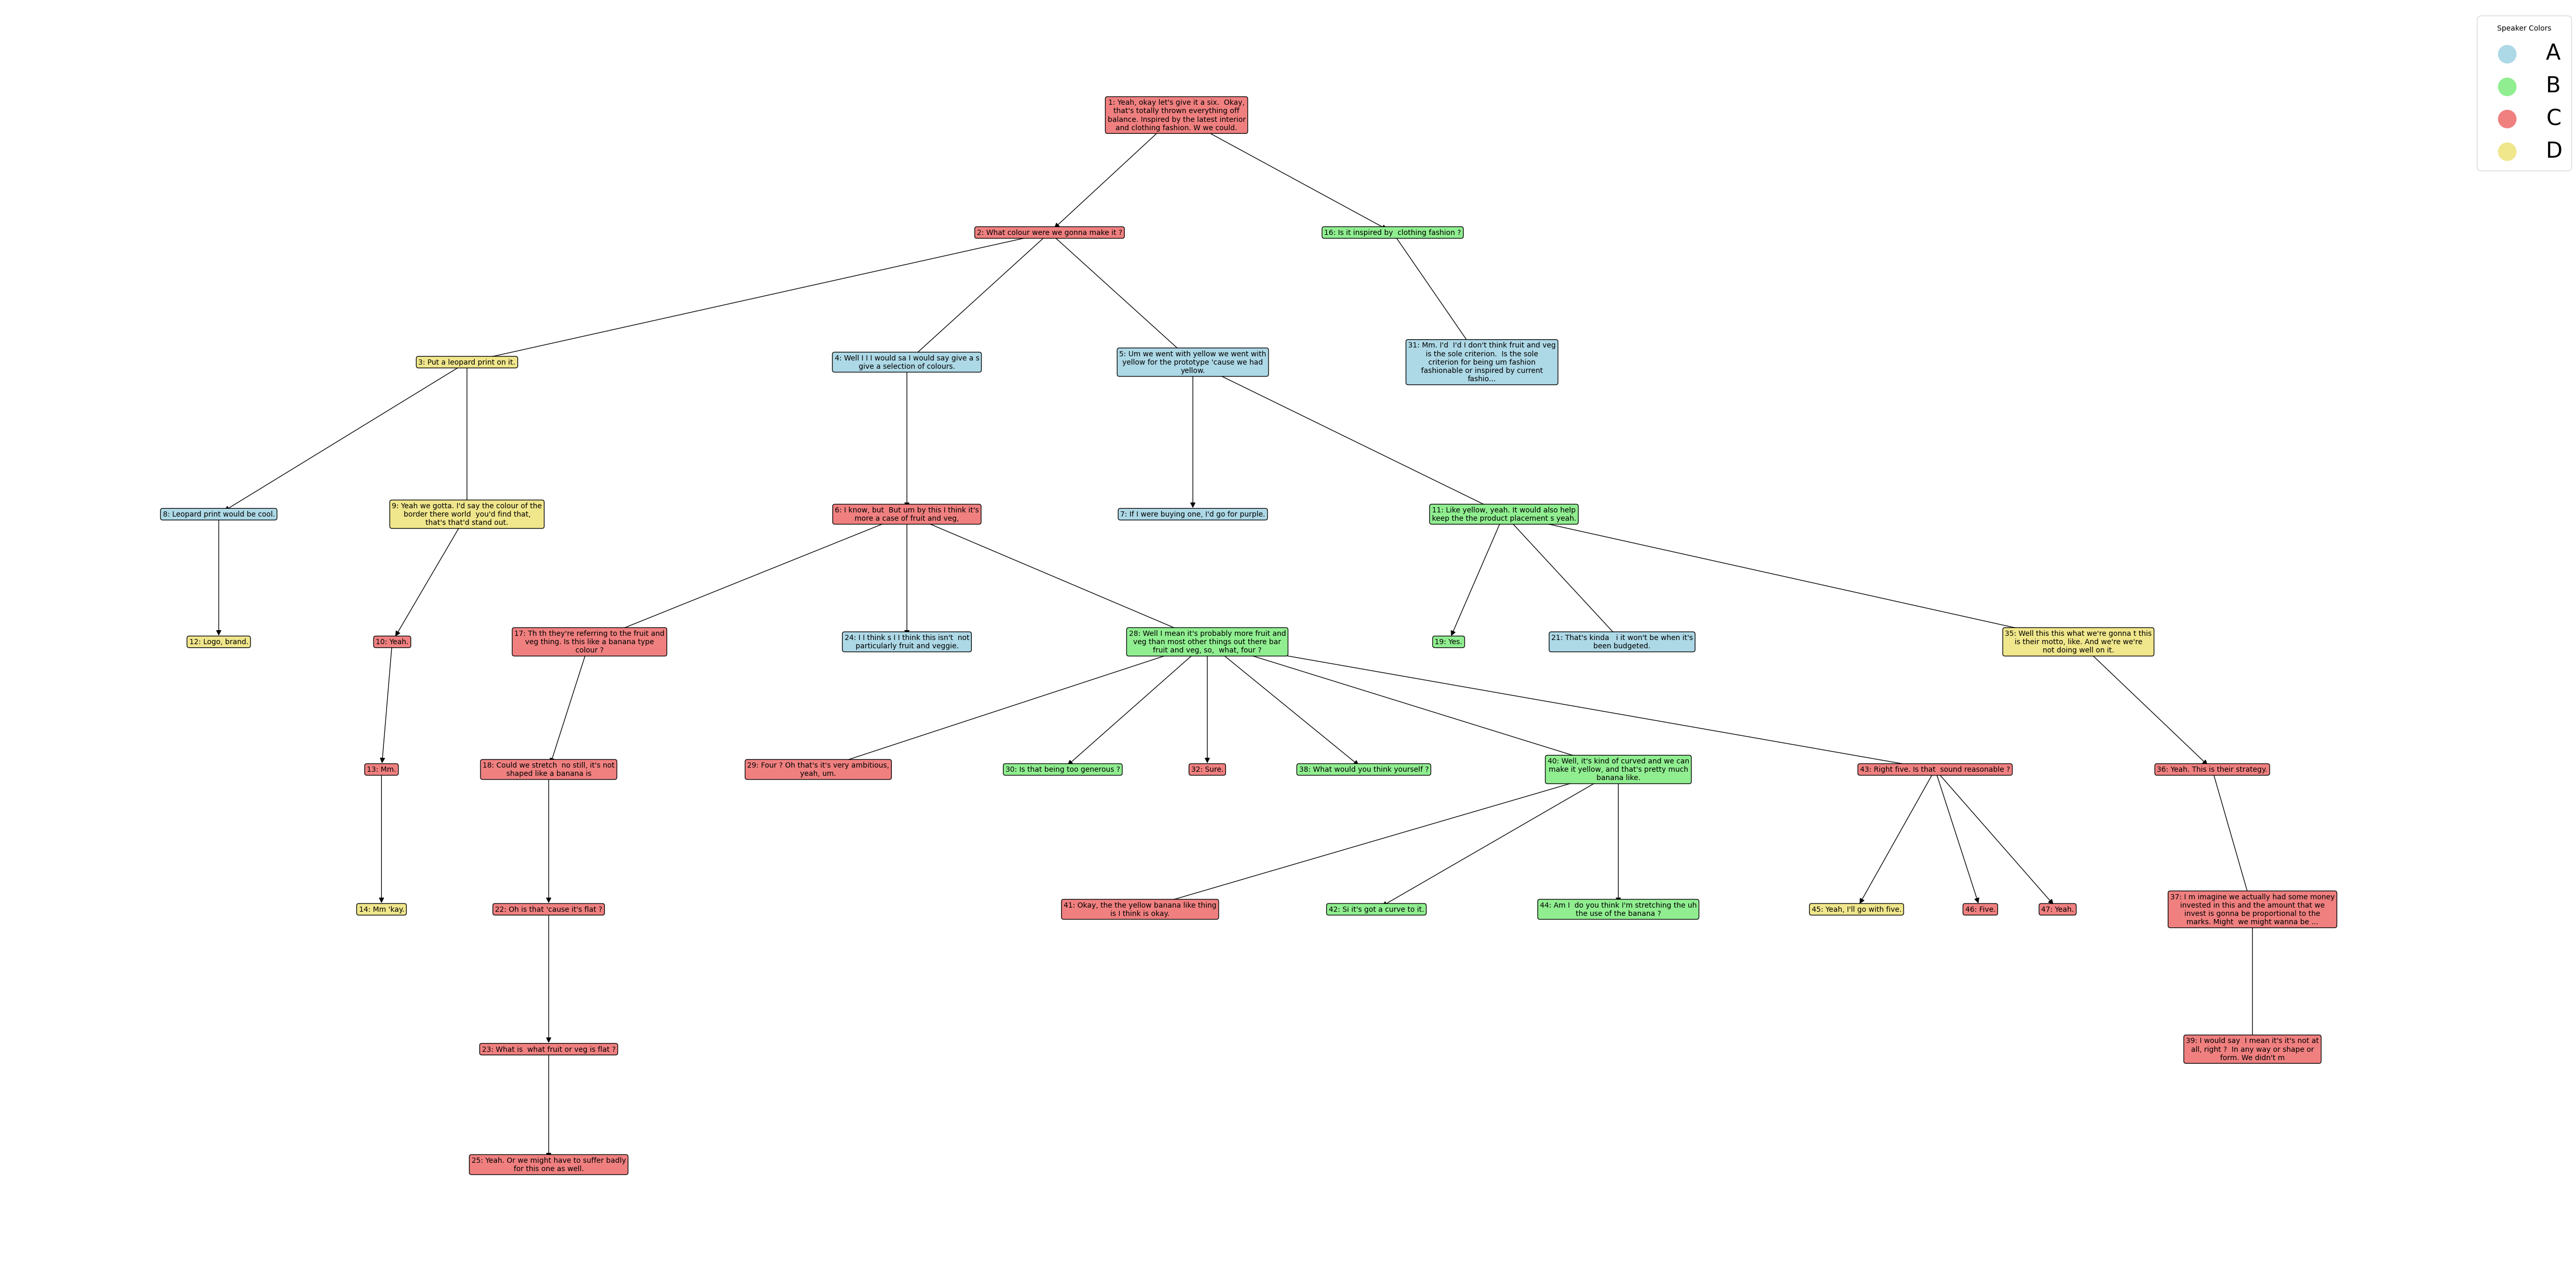 Speaker Colors
A
B
C
D
1: Yeah, okay let's give it a six.  Okay,
that's totally thrown everything off
balance. Inspired by the latest interior
and clothing fashion. W we could.
2: What colour were we gonna make it ?
16: Is it inspired by  clothing fashion ?
3: Put a leopard print on it.
4: Well I I I would sa I would say give a s
give a selection of colours.
5: Um we went with yellow we went with
yellow for the prototype 'cause we had
yellow.
31: Mm. I'd  I'd I don't think fruit and veg
is the sole criterion.  Is the sole
criterion for being um fashion
fashionable or inspired by current
fashio...
8: Leopard print would be cool.
9: Yeah we gotta. I'd say the colour of the
border there world  you'd find that,
that's that'd stand out.
6: I know, but  But um by this I think it's
more a case of fruit and veg,
7: If I were buying one, I'd go for purple.
11: Like yellow, yeah. It would also help
keep the the product placement s yeah.
12: Logo, brand.
10: Yeah.
17: Th th they're referring to the fruit and
veg thing. Is this like a banana type
colour ?
24: I I think s I I think this isn't  not
particularly fruit and veggie.
28: Well I mean it's probably more fruit and
veg than most other things out there bar
fruit and veg, so,  what, four ?
19: Yes.
21: That's kinda   i it won't be when it's
been budgeted.
35: Well this this what we're gonna t this
is their motto, like. And we're we're
not doing well on it.
13: Mm.
18: Could we stretch  no still, it's not
shaped like a banana is
29: Four ? Oh that's it's very ambitious,
yeah, um.
30: Is that being too generous ?
32: Sure.
38: What would you think yourself ?
40: Well, it's kind of curved and we can
make it yellow, and that's pretty much
banana like.
43: Right five. Is that  sound reasonable ?
36: Yeah. This is their strategy.
14: Mm 'kay.
22: Oh is that 'cause it's flat ?
41: Okay, the the yellow banana like thing
is I think is okay.
42: Si it's got a curve to it.
44: Am I  do you think I'm stretching the uh
the use of the banana ?
45: Yeah, I'll go with five.
46: Five.
47: Yeah.
37: I m imagine we actually had some money
invested in this and the amount that we
invest is gonna be proportional to the
marks. Might  we might wanna be ...
23: What is  what fruit or veg is flat ?
39: I would say  I mean it's it's not at
all, right ?  In any way or shape or
form. We didn't m
25: Yeah. Or we might have to suffer badly
for this one as well.